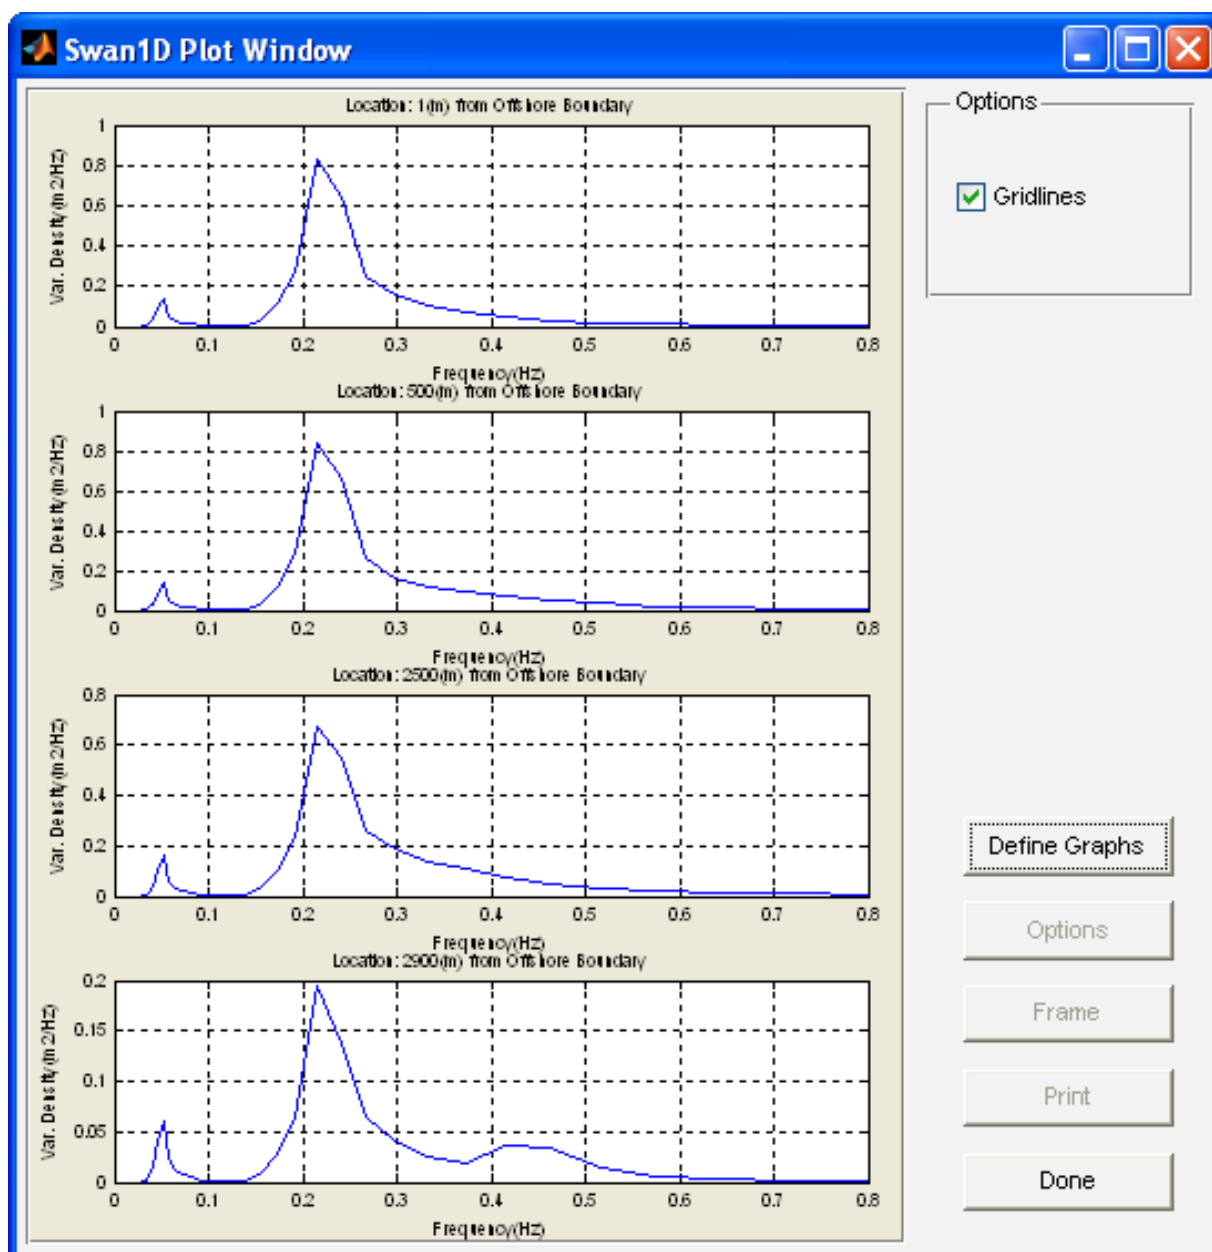 Swan1D Plot Window
Options
Gridlines
Location: 1(m) from Offshore Boundary
Var. Density(m2/Hz)
1
0.8
0.6
0.4
0.2
0
0 0.1 0.2 0.3 0.4 0.5 0.6 0.7 0.8
Frequency(Hz)
Location: 500(m) from Offshore Boundary
Var. Density(m2/Hz)
1
0.8
0.6
0.4
0.2
0
0 0.1 0.2 0.3 0.4 0.5 0.6 0.7 0.8
Frequency(Hz)
Location: 2500(m) from Offshore Boundary
Var. Density(m2/Hz)
0.8
0.6
0.4
0.2
0
0 0.1 0.2 0.3 0.4 0.5 0.6 0.7 0.8
Frequency(Hz)
Location: 2900(m) from Offshore Boundary
Var. Density(m2/Hz)
0.2
0.15
0.1
0.05
0
0 0.1 0.2 0.3 0.4 0.5 0.6 0.7 0.8
Frequency(Hz)
Define Graphs
Options
Frame
Print
Done